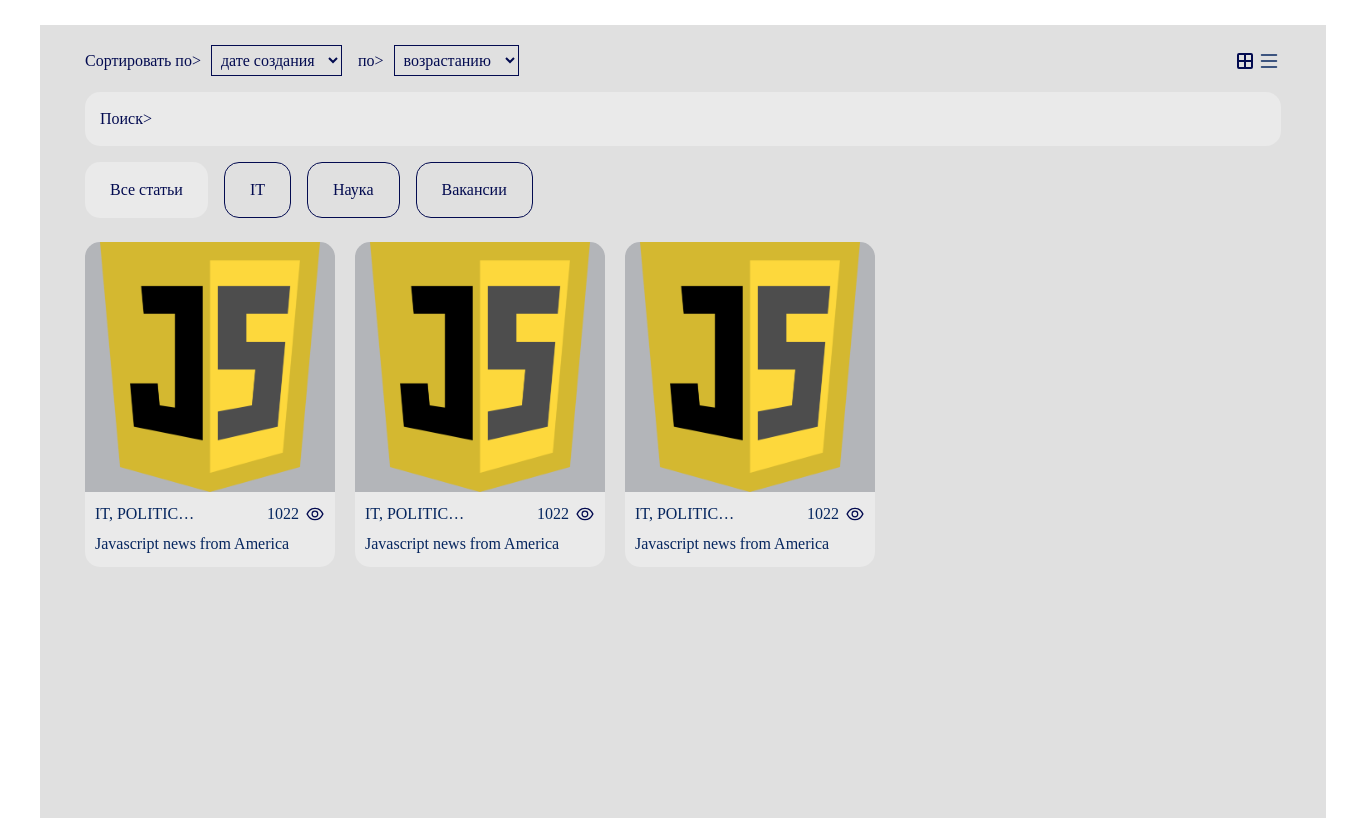 Сортировать по> дате создания по> возрастанию
Поиск>
Все статьи IT Наука Вакансии
JS JS JS
IT, POLITIC… 1022 IT, POLITIC… 1022 IT, POLITIC… 1022
Javascript news from America Javascript news from America Javascript news from America